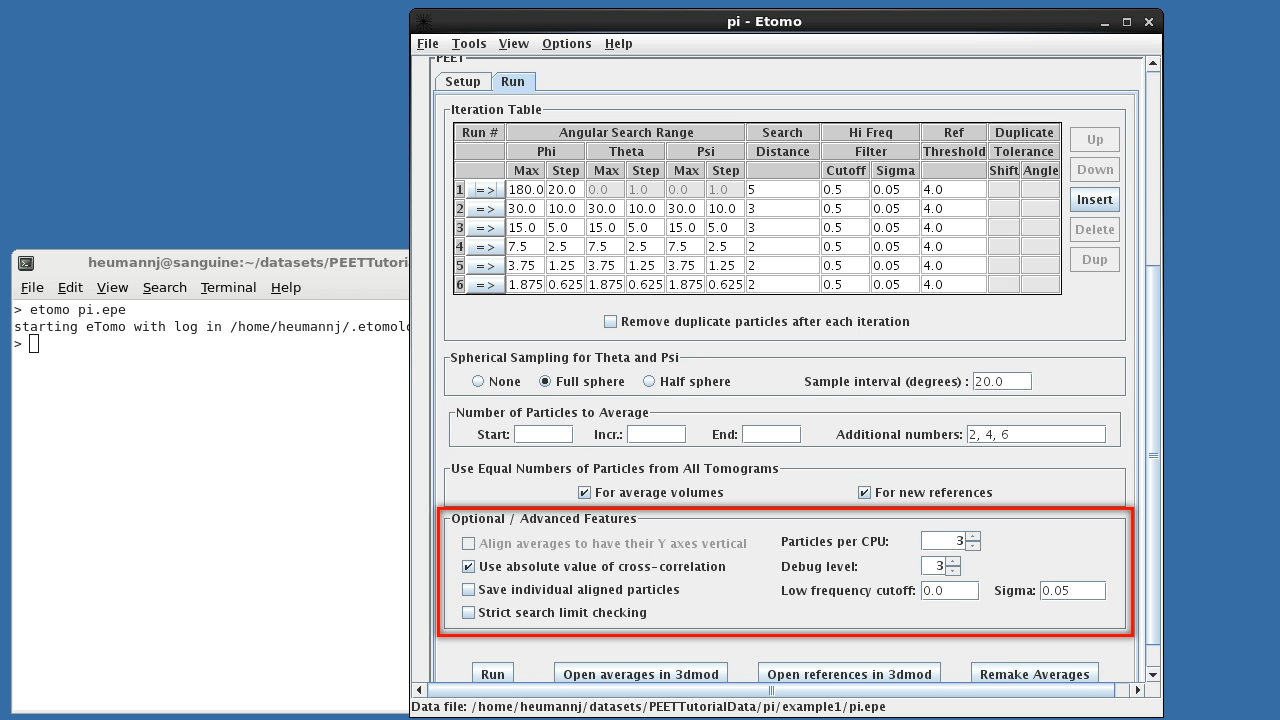 pi - Etomo
File Tools View Options Help
PEET
Setup Run
Iteration Table
Run # Angular Search Range Search Hi Freq Ref Duplicate
Phi Theta Psi Distance Filter Threshold Tolerance
Max Step Max Step Max Step Cutoff Sigma Shift Angle
1 => 180.0 20.0 0.0 1.0 0.0 1.0 5 0.5 0.05 4.0
2 => 30.0 10.0 30.0 10.0 30.0 10.0 3 0.5 0.05 4.0
3 => 15.0 5.0 15.0 5.0 15.0 5.0 3 0.5 0.05 4.0
4 => 7.5 2.5 7.5 2.5 7.5 2.5 2 0.5 0.05 4.0
5 => 3.75 1.25 3.75 1.25 3.75 1.25 2 0.5 0.05 4.0
6 => 1.875 0.625 1.875 0.625 1.875 0.625 2 0.5 0.05 4.0
Up
Down
Insert
Delete
Dup
Remove duplicate particles after each iteration
Spherical Sampling for Theta and Psi
None Full sphere Half sphere Sample interval (degrees) : 20.0
Number of Particles to Average
Start: Incr.: End: Additional numbers: 2, 4, 6
Use Equal Numbers of Particles from All Tomograms
For average volumes For new references
Optional / Advanced Features
Align averages to have their Y axes vertical Particles per CPU: 3
Use absolute value of cross-correlation Debug level: 3
Save individual aligned particles Low frequency cutoff: 0.0 Sigma: 0.05
Strict search limit checking
Run Open averages in 3dmod Open references in 3dmod Remake Averages
Data file: /home/heumannj/datasets/PEETTutorialData/pi/example1/pi.epe
heumannj@sanguine:~/datasets/PEETTutori
File Edit View Search Terminal Help
> etomo pi.epe
starting eTomo with log in /home/heumannj/.etomolo
>